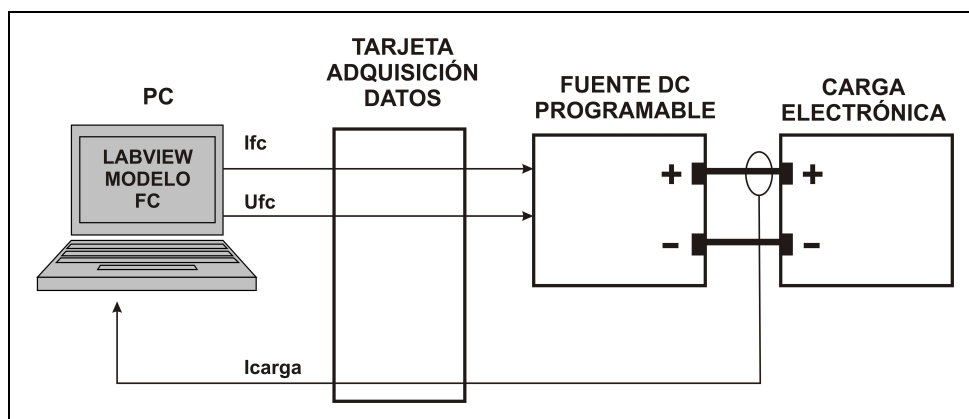 TARJETA
ADQUISICIÓN
DATOS
PC
FUENTE DC
PROGRAMABLE
CARGA
ELECTRÓNICA
LABVIEW
MODELO
FC
Ifc
Ufc
+
+
-
-
Icarga